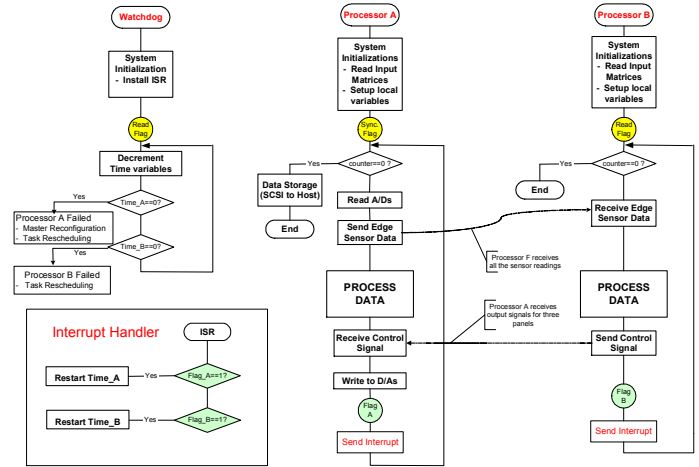 Watchdog
System
Initialization
- Install ISR
Read
Flag
Decrement
Time variables
Yes
Time_A==0?
Processor A Failed
- Master Reconfiguration
- Task Rescheduling
Yes
Time_B==0?
Processor B Failed
- Task Rescheduling
Interrupt Handler
ISR
Restart Time_A
Yes
Flag_A==1?
Restart Time_B
Yes
Flag_B==1?
Processor A
System
Initializations
- Read Input
Matrices
- Setup local
variables
Sync.
Flag
Yes
counter==0 ?
Data Storage
(SCSI to Host)
End
Read A/Ds
Send Edge
Sensor Data
PROCESS
DATA
Receive Control
Signal
Write to D/As
Flag
A
Send Interrupt
Processor F receives
all the sensor readings
Processor A receives
output signals for three
panels
Processor B
System
Initializations
- Read Input
Matrices
- Setup local
variables
Read
Flag
Yes
counter==0 ?
End
Receive Edge
Sensor Data
PROCESS
DATA
Send Control
Signal
Flag
B
Send Interrupt